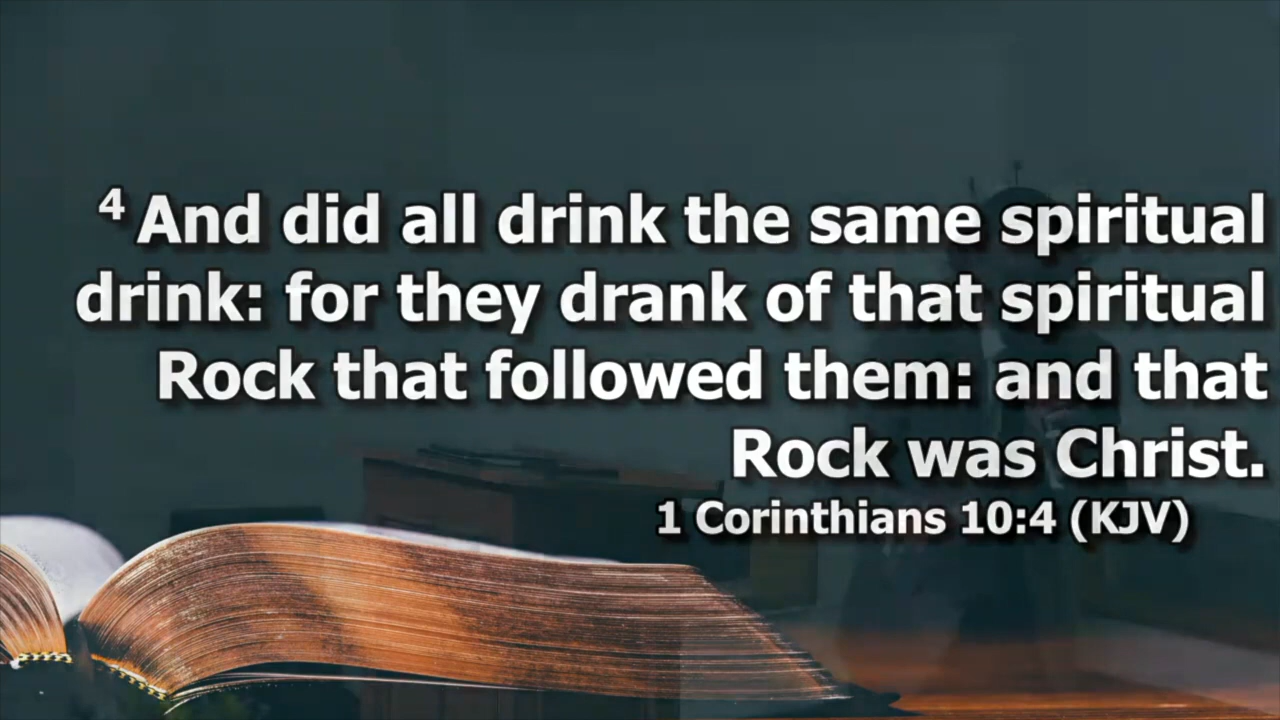 4 And did all drink the same spiritual
drink: for they drank of that spiritual
Rock that followed them: and that
Rock was Christ.
1 Corinthians 10:4 (KJV)